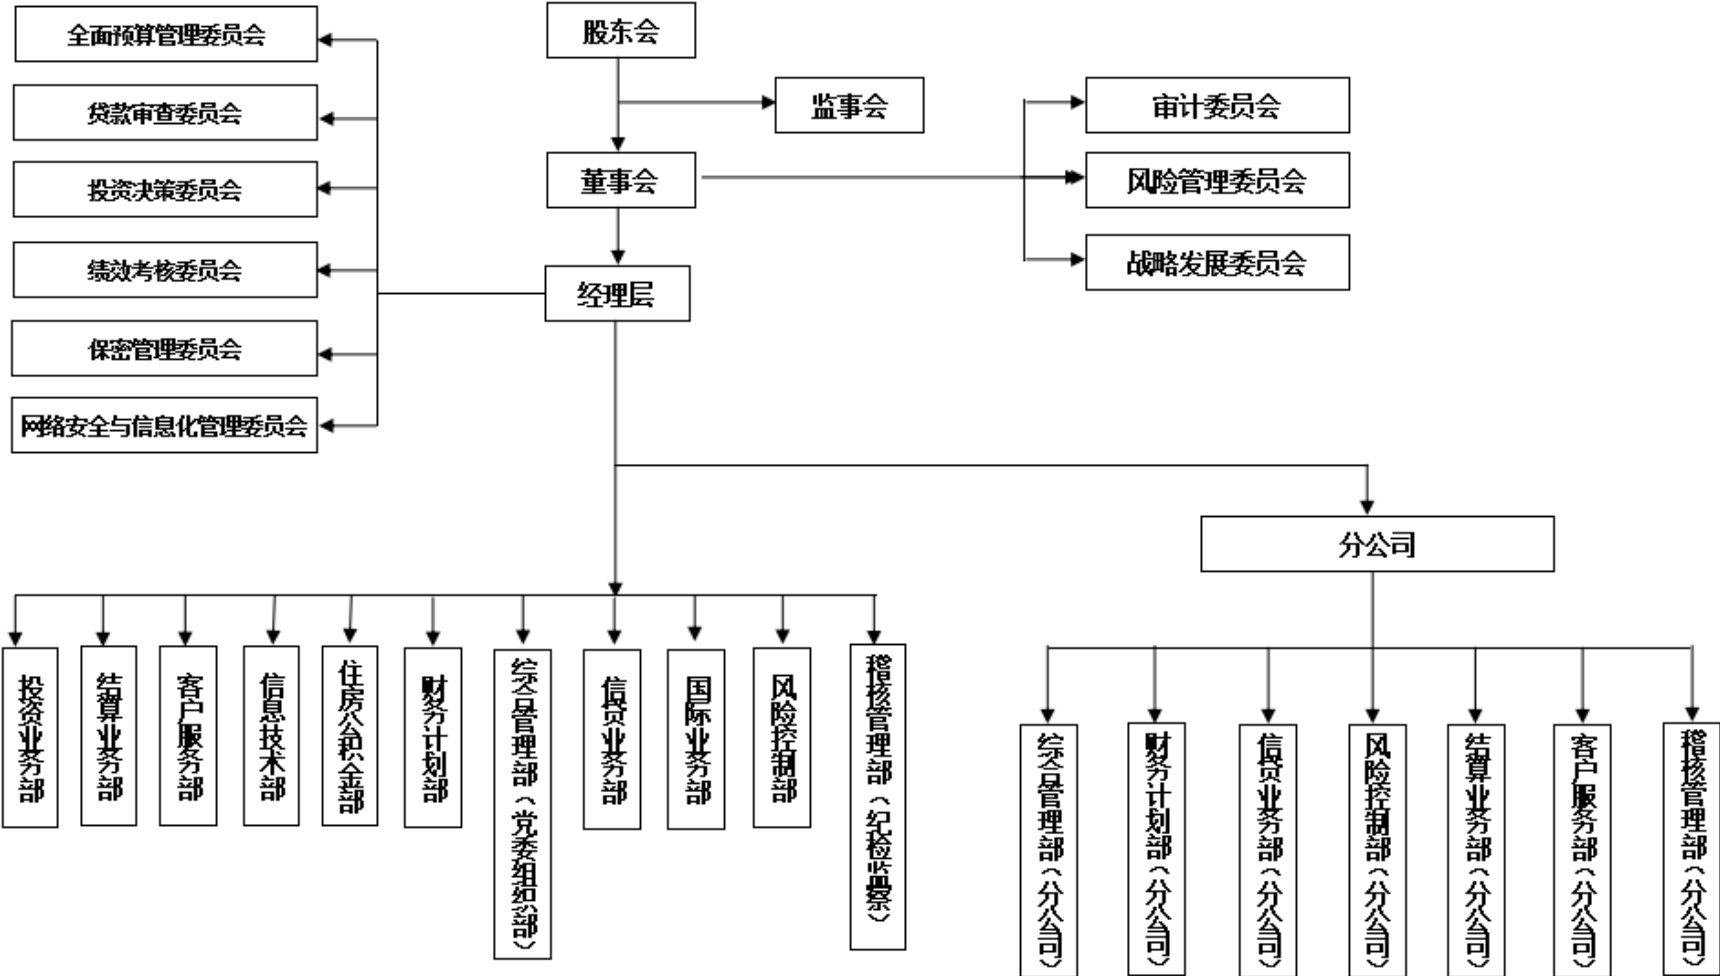 全面预算管理委员会
股东会
贷款审查委员会
监事会
审计委员会
投资决策委员会
董事会
风险管理委员会
绩效考核委员会
经理层
战略发展委员会
保密管理委员会
网络安全与信息化管理委员会
分公司
投资业务部
结算业务部
客户服务部
信息技术部
住房公积金部
财务计划部
综合管理部（党委组织部）
信贷业务部
国际业务部
风险控制部
稽核管理部（纪检监察）
综合管理部（分公司）
财务计划部（分公司）
信贷业务部（分公司）
风险控制部（分公司）
结算业务部（分公司）
客户服务部（分公司）
稽核管理部（分公司）